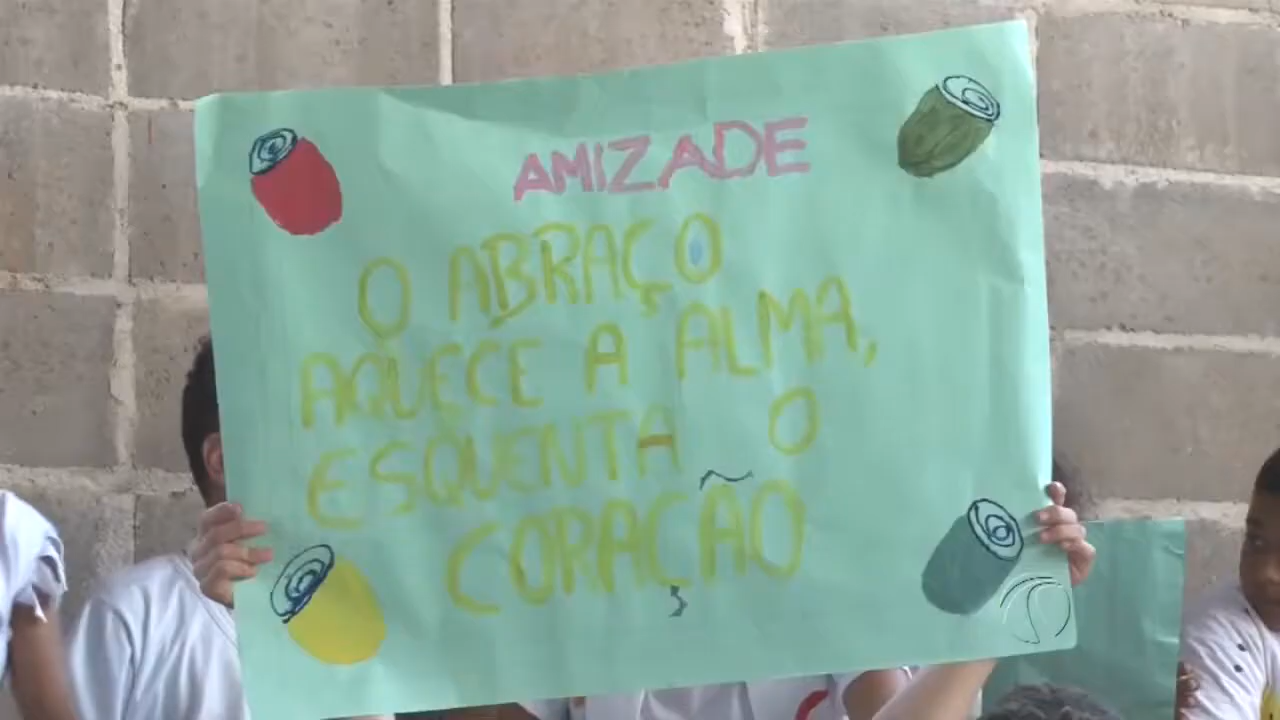 AMIZADE
O ABRAÇO
AQUECE A ALMA,
ESQUENTA O
CORAÇÃO